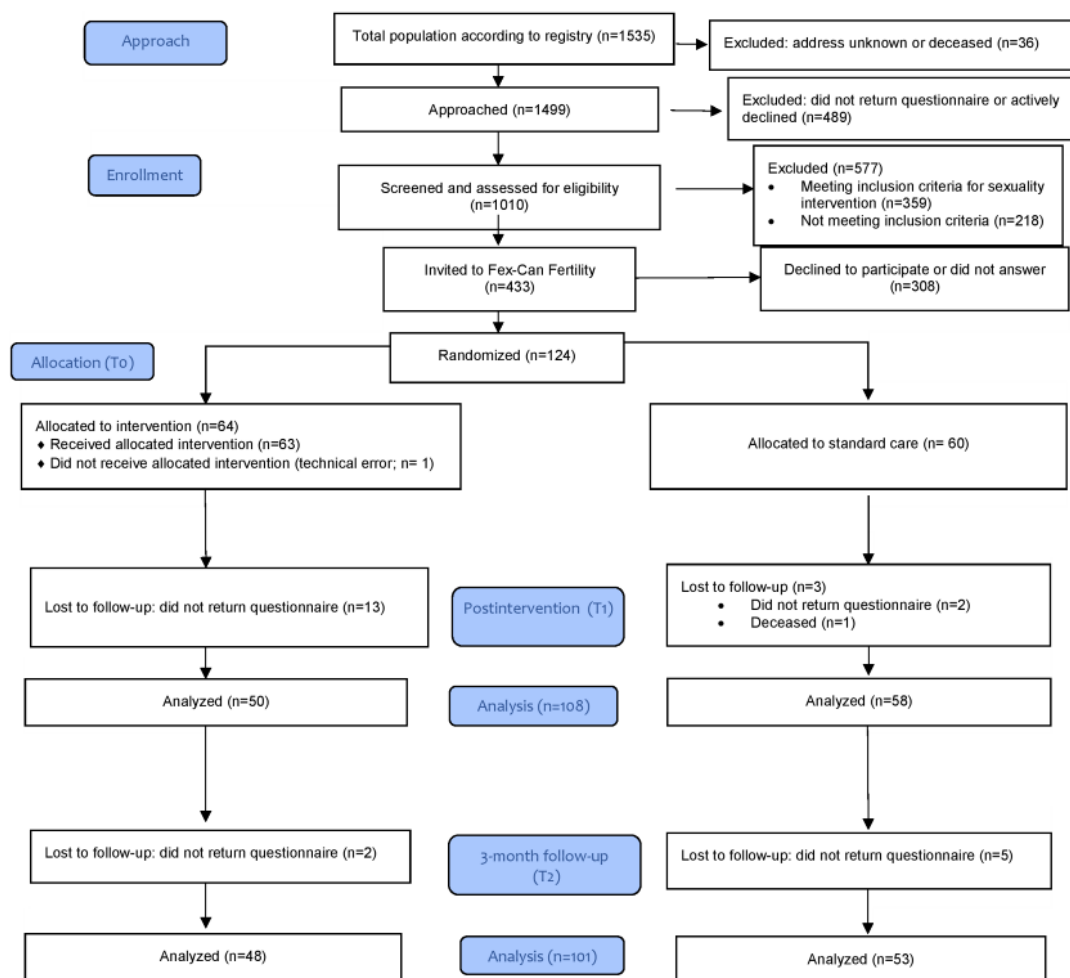 Approach
Total population according to registry (n=1535)
Excluded: address unknown or deceased (n=36)
Approached (n=1499)
Excluded: did not return questionnaire or actively
declined (n=489)
Enrollment
Screened and assessed for eligibility
(n=1010)
Excluded (n=577)
• Meeting inclusion criteria for sexuality
intervention (n=359)
• Not meeting inclusion criteria (n=218)
Invited to Fex-Can Fertility
(n=433)
Declined to participate or did not answer
(n=308)
Randomized (n=124)
Allocation (T0)
Allocated to intervention (n=64)
♦ Received allocated intervention (n=63)
♦ Did not receive allocated intervention (technical error; n= 1)
Allocated to standard care (n= 60)
Lost to follow-up: did not return questionnaire (n=13)
Postintervention (T1)
Lost to follow-up (n=3)
• Did not return questionnaire (n=2)
• Deceased (n=1)
Analyzed (n=50)
Analysis (n=108)
Analyzed (n=58)
Lost to follow-up: did not return questionnaire (n=2)
3-month follow-up
(T2)
Lost to follow-up: did not return questionnaire (n=5)
Analyzed (n=48)
Analysis (n=101)
Analyzed (n=53)